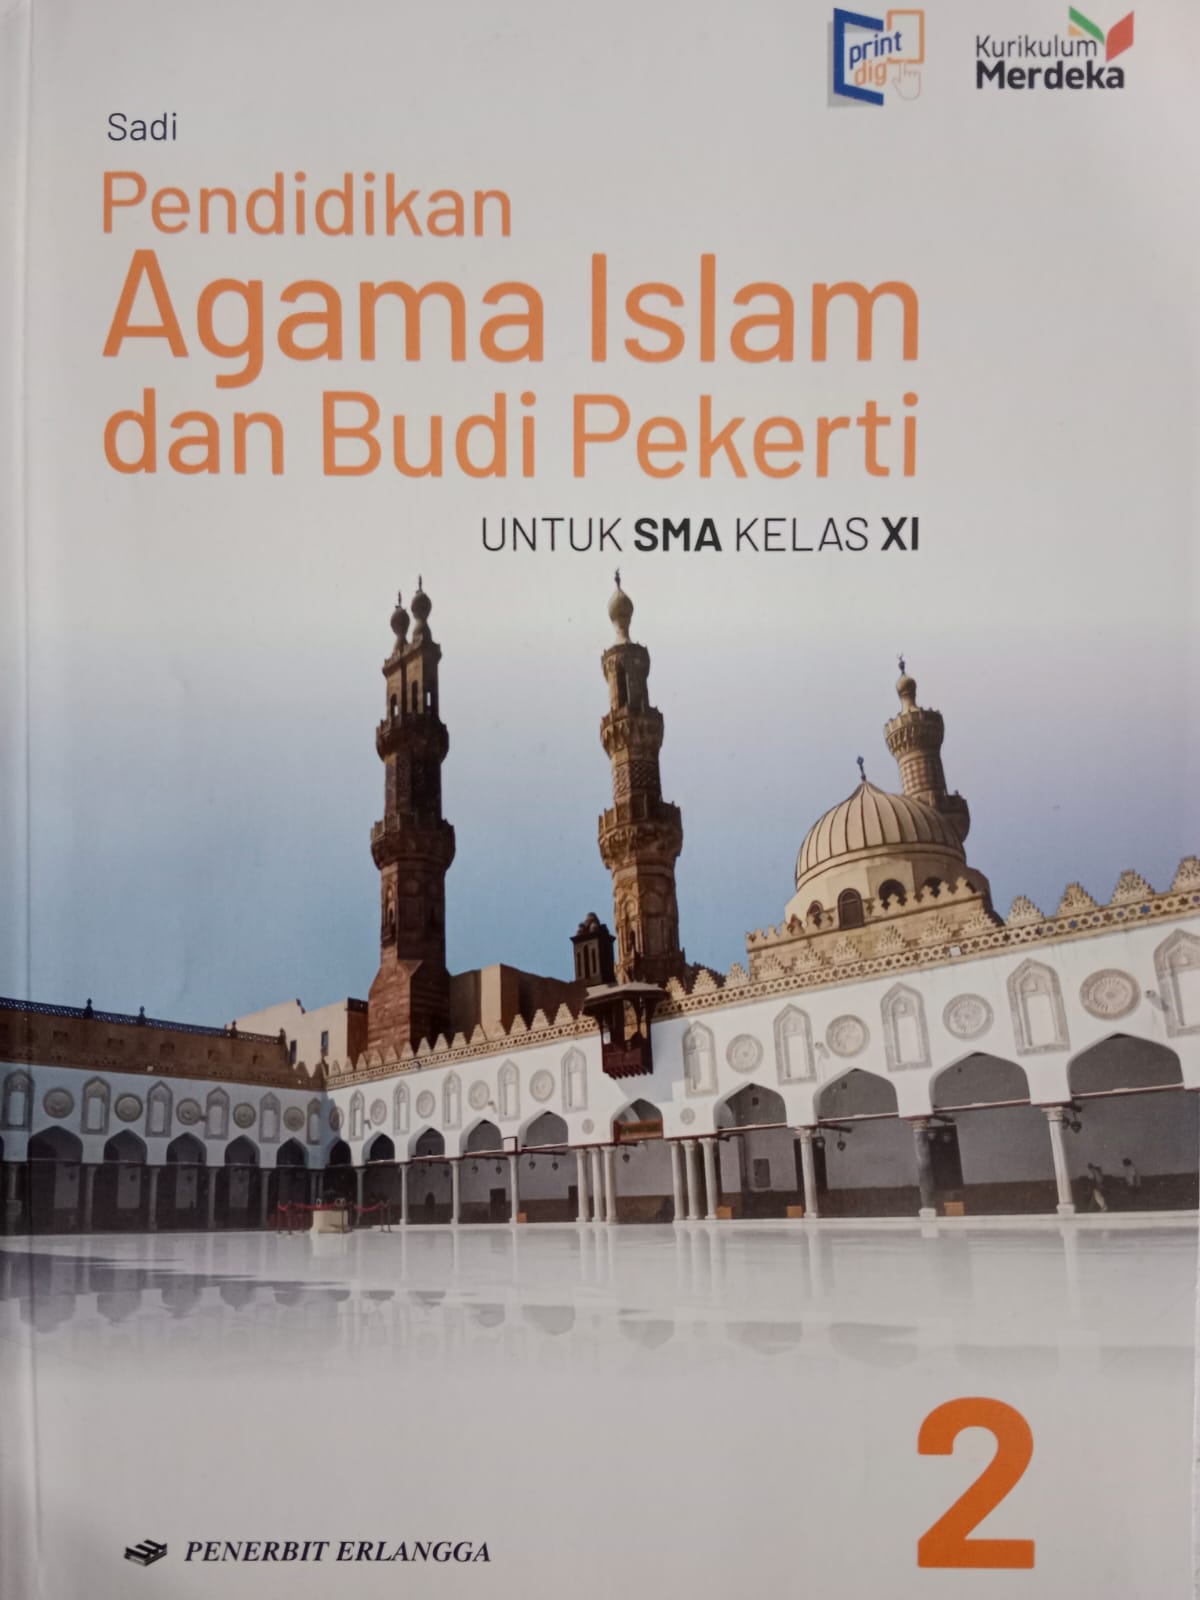 print
dig
Kurikulum
Merdeka
Sadi
Pendidikan
Agama Islam
dan Budi Pekerti
UNTUK SMA KELAS XI
2
PENERBIT ERLANGGA